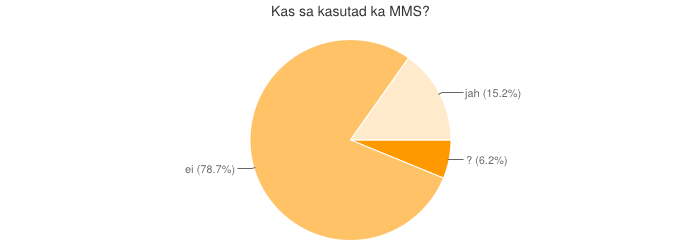 Kas sa kasutad ka MMS?
jah (15.2%)
? (6.2%)
ei (78.7%)